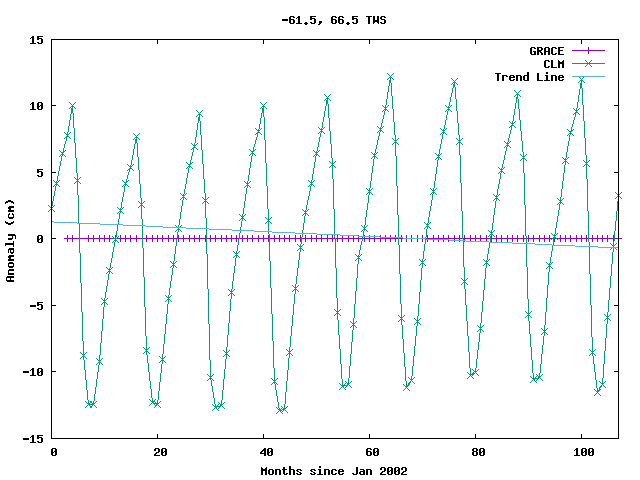 -61.5, 66.5 TWS
GRACE
CLM
Trend Line
15
10
5
0
-5
-10
-15
Anomaly (cm)
0 20 40 60 80 100
Months since Jan 2002